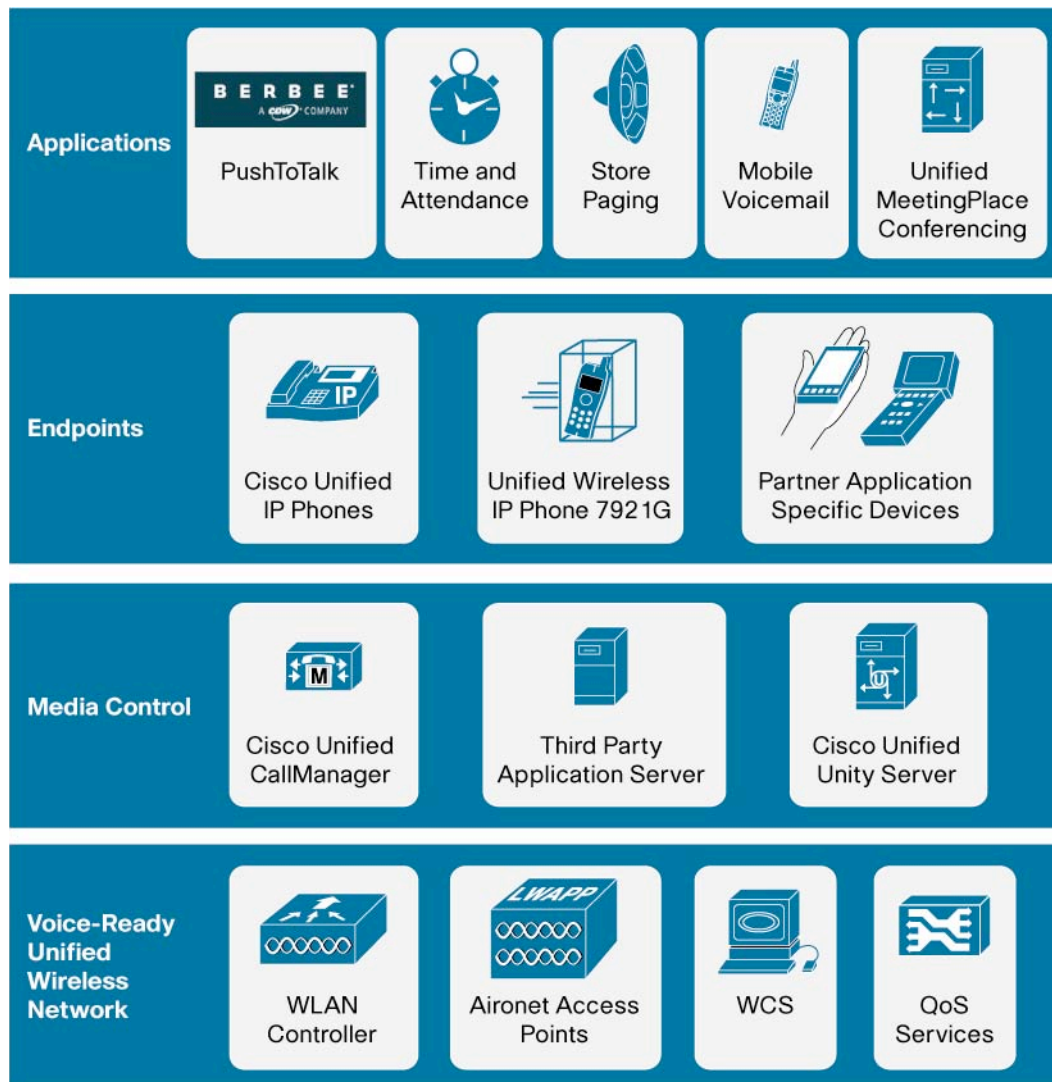 Applications
BERBEE
A CDW COMPANY
PushToTalk
Time and
Attendance
Store
Paging
Mobile
Voicemail
Unified
MeetingPlace
Conferencing
Endpoints
IP
Cisco Unified
IP Phones
Unified Wireless
IP Phone 7921G
Partner Application
Specific Devices
Media Control
M
Cisco Unified
CallManager
Third Party
Application Server
U
Cisco Unified
Unity Server
Voice-Ready
Unified
Wireless
Network
WLAN
Controller
LWAPP
Aironet Access
Points
WCS
QoS
Services